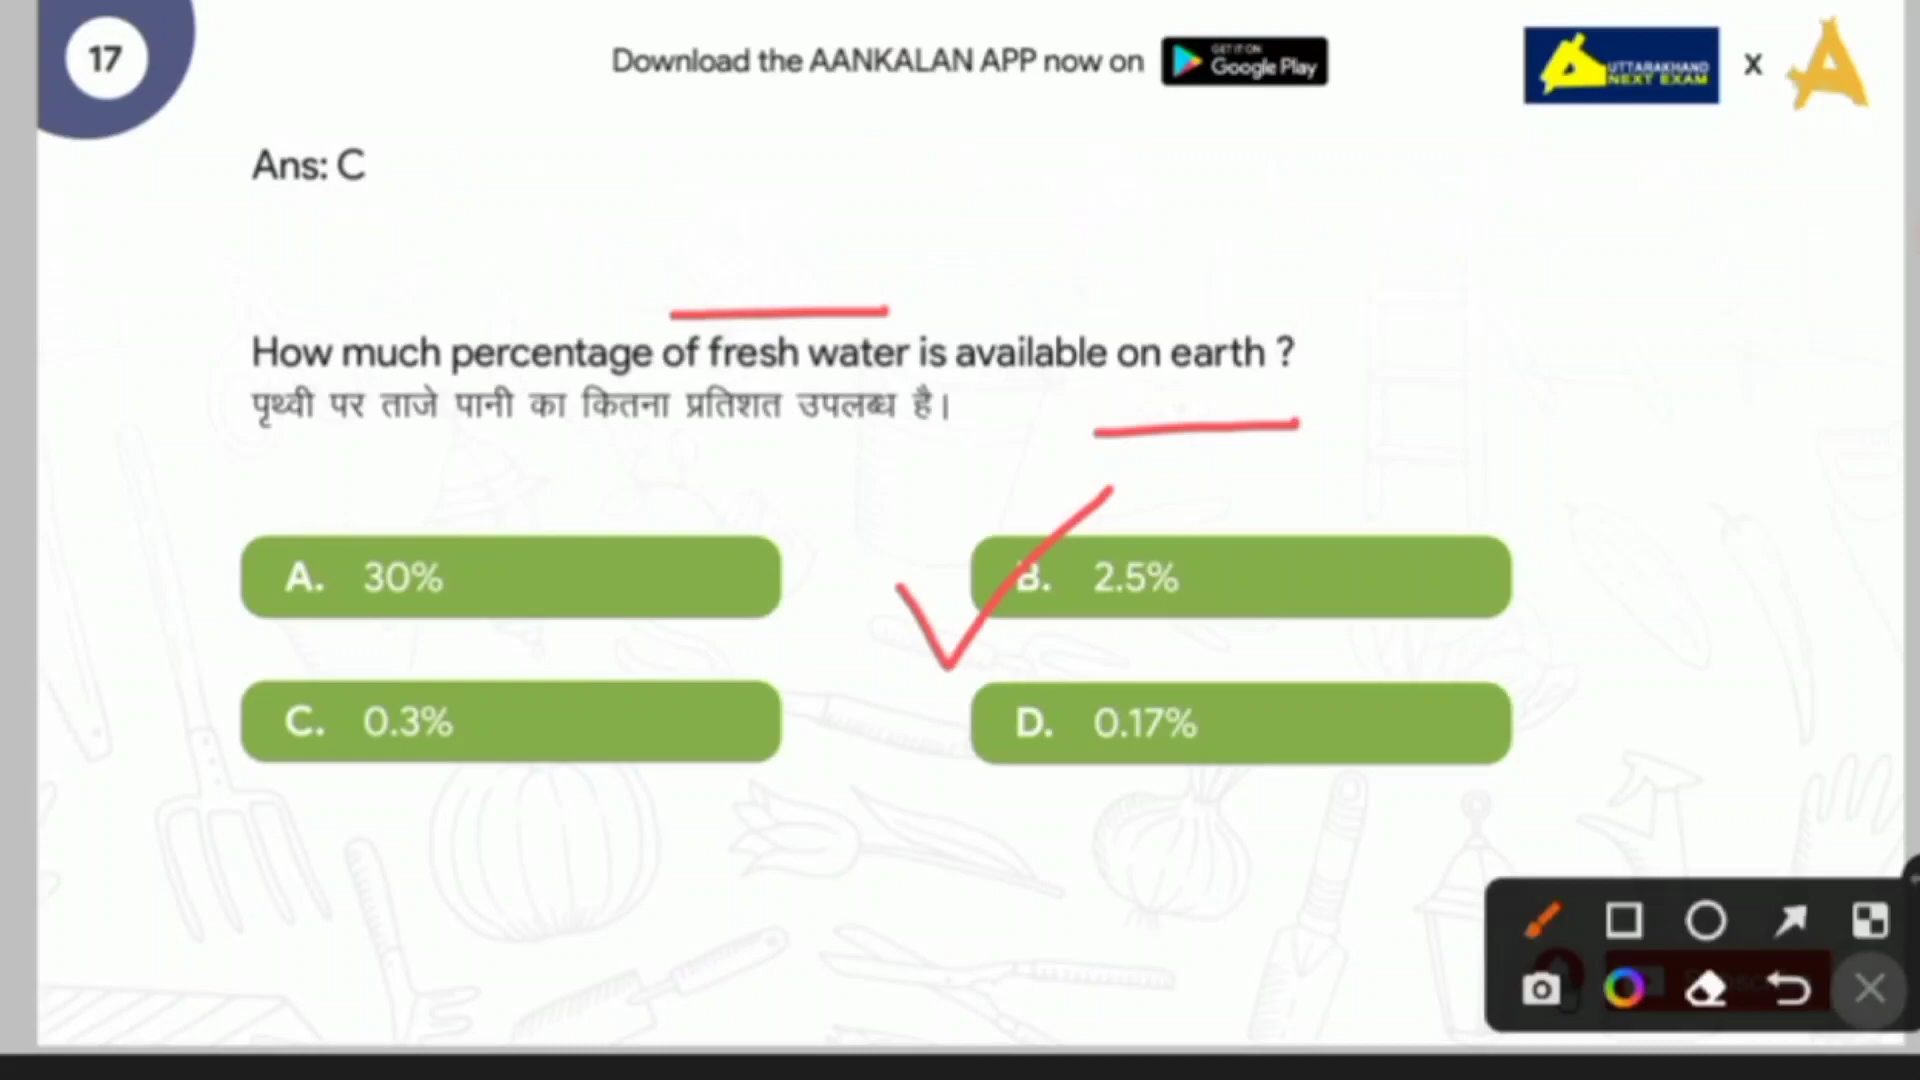 17
Download the AANKALAN APP now on
GET IT ON
Google Play
UTTARAKHAND
NEXT EXAM
X
Ans: C
How much percentage of fresh water is available on earth ?
पृथ्वी पर ताजे पानी का कितना प्रतिशत उपलब्ध है।
A. 30%
B. 2.5%
C. 0.3%
D. 0.17%